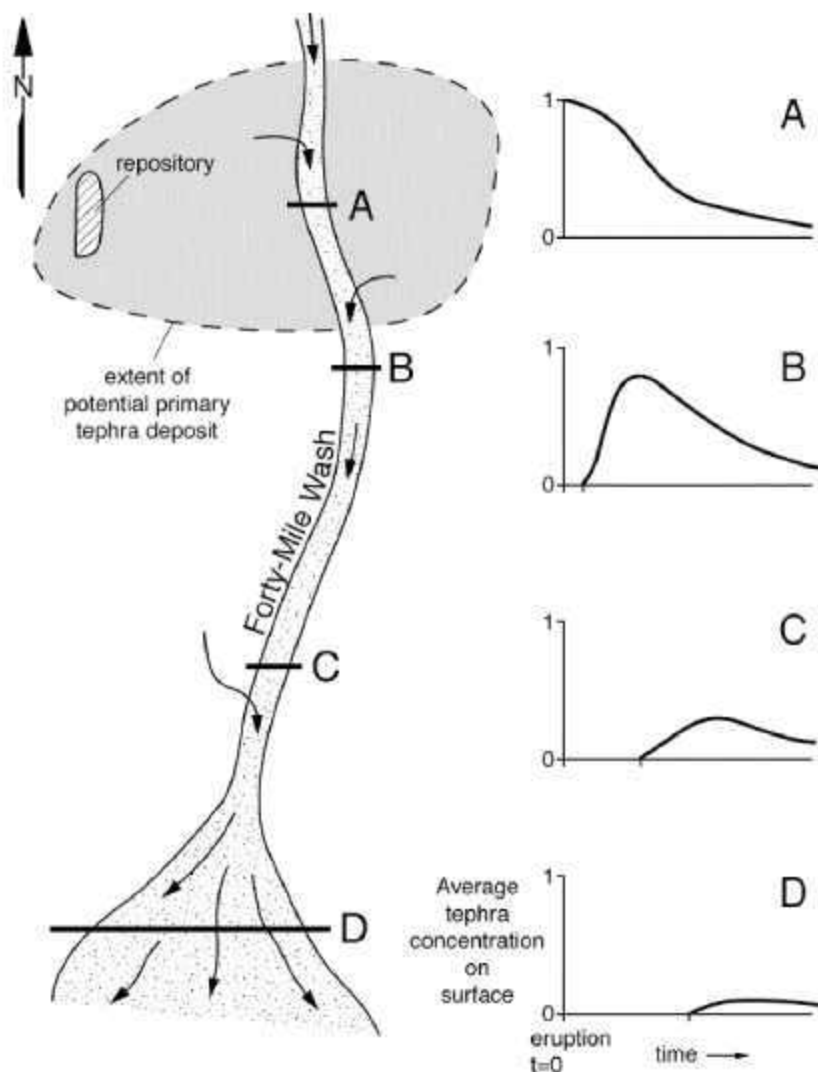 N
repository
A
extent of
potential primary
tephra deposit
B
Forty-Mile Wash
C
D
1
A
0
1
B
0
1
C
0
Average
tephra
concentration
on
surface
1
D
0
eruption
t=0
time